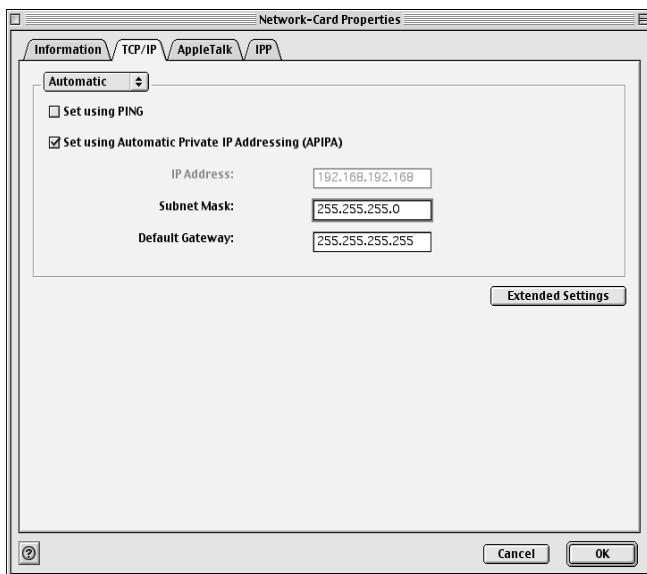 Network-Card Properties
Information TCP/IP AppleTalk IPP
Automatic
Set using PING
Set using Automatic Private IP Addressing (APIPA)
IP Address: 192.168.192.168
Subnet Mask: 255.255.255.0
Default Gateway: 255.255.255.255
Extended Settings
? Cancel OK